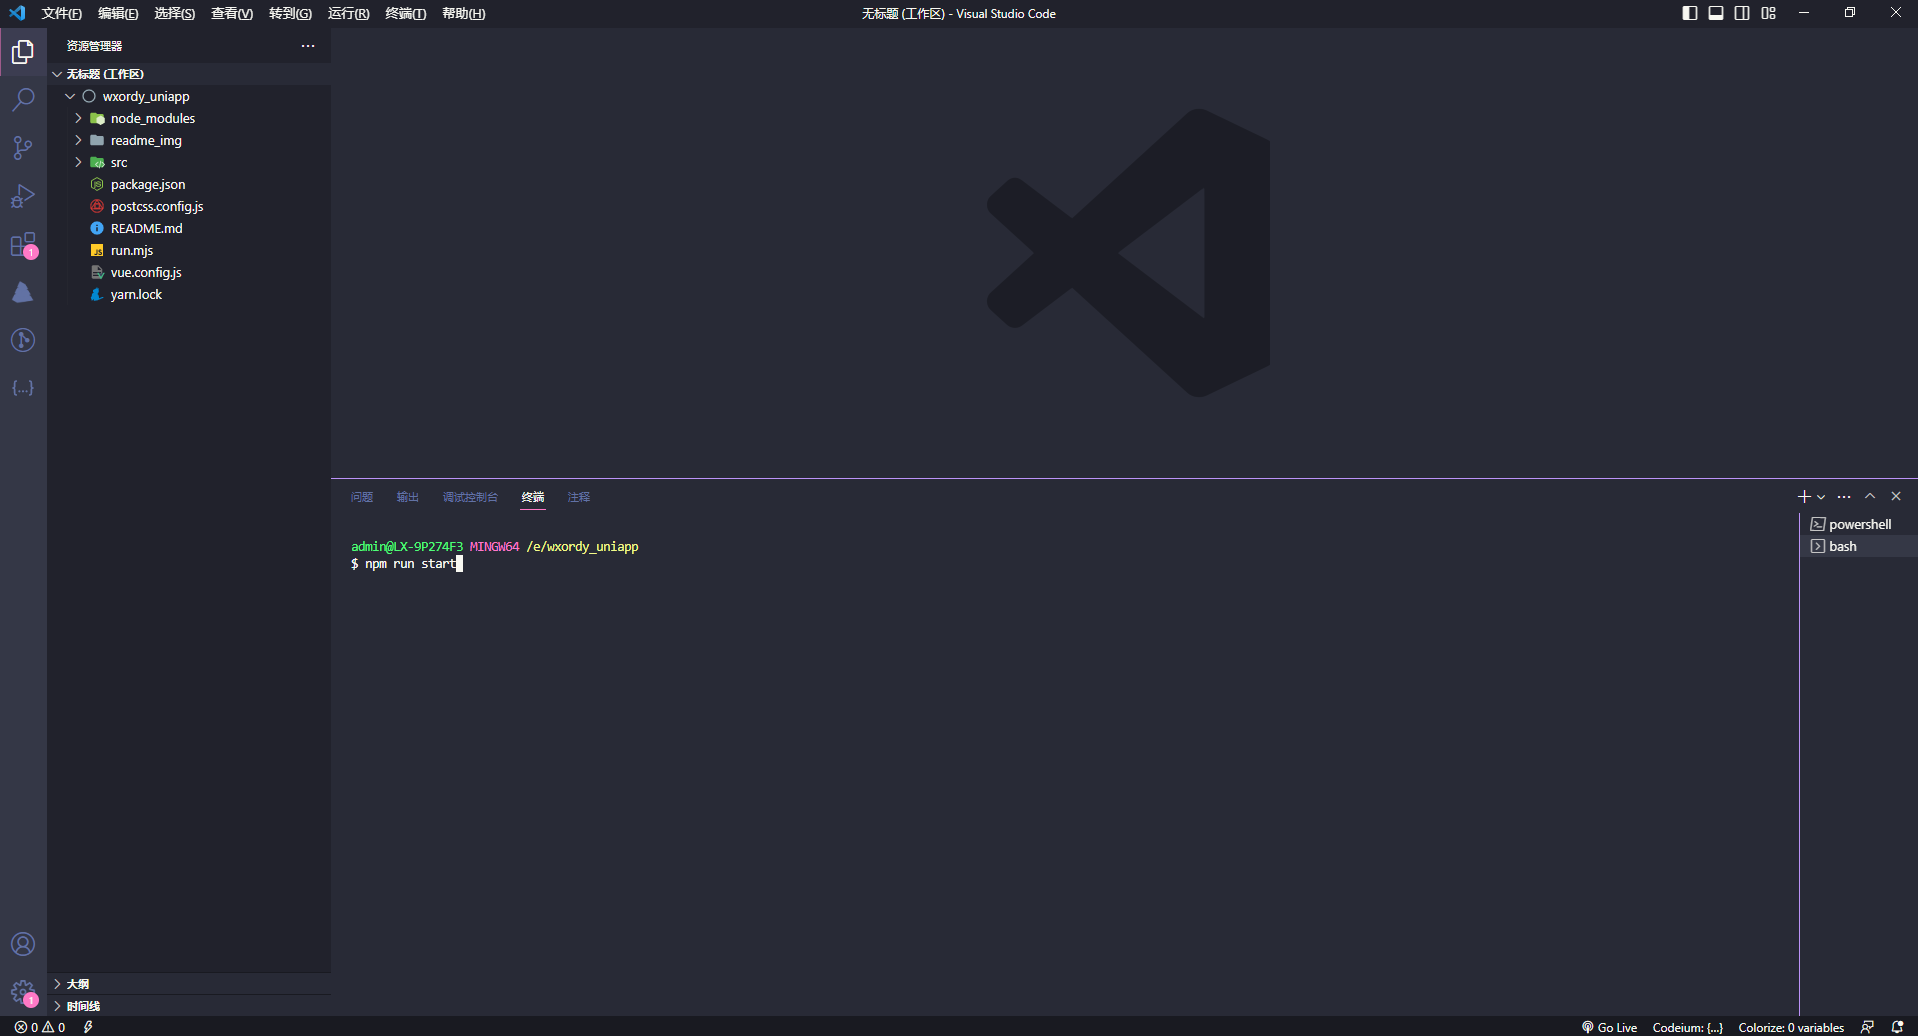 文件(F) 编辑(E) 选择(S) 查看(V) 转到(G) 运行(R) 终端(T) 帮助(H) 无标题 (工作区) - Visual Studio Code
资源管理器
无标题 (工作区)
wxordy_uniapp
node_modules
readme_img
src
package.json
postcss.config.js
README.md
run.mjs
vue.config.js
yarn.lock
大纲
时间线
问题 输出 调试控制台 终端 注释
admin@LX-9P274F3 MINGW64 /e/wxordy_uniapp
$ npm run start
powershell
bash
1
{...}
1
0 0 Go Live Codeium: {...} Colorize: 0 variables